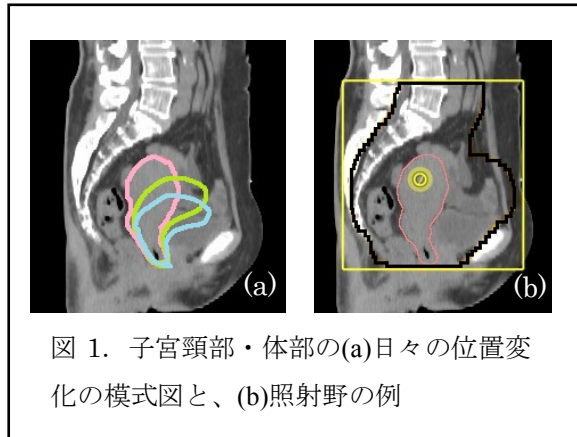 (a)
(b)
図 1. 子宮頸部・体部の(a)日々の位置変
化の模式図と、(b)照射野の例